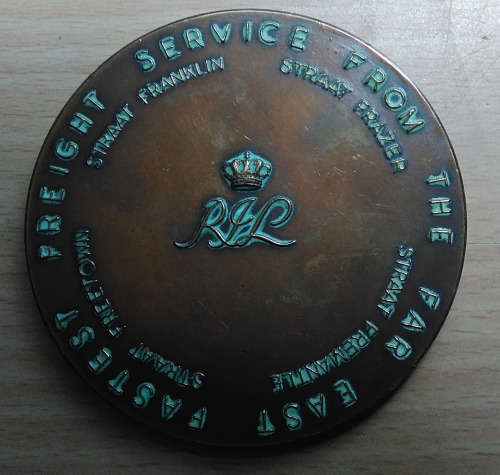 FASTEST FREIGHT SERVICE FROM THE FAR EAST
STRAAT FRANKLIN
STRAAT FRAZER
STRAAT FREMANTLE
STRAAT FREETOWN
RIL